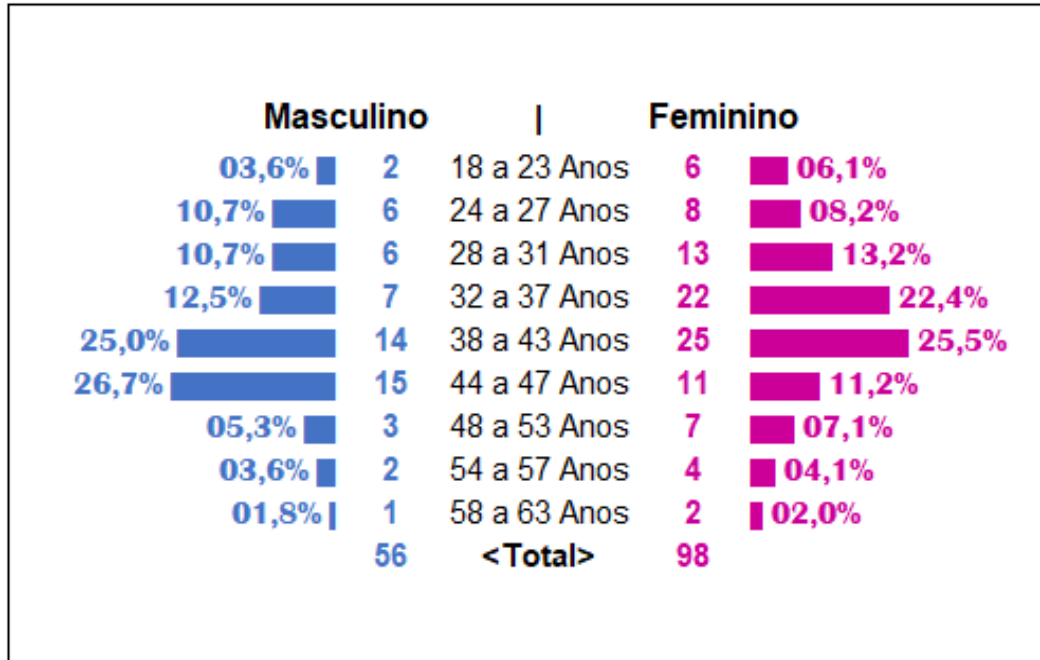 Masculino | Feminino
03,6% 2 18 a 23 Anos 6 06,1%
10,7% 6 24 a 27 Anos 8 08,2%
10,7% 6 28 a 31 Anos 13 13,2%
12,5% 7 32 a 37 Anos 22 22,4%
25,0% 14 38 a 43 Anos 25 25,5%
26,7% 15 44 a 47 Anos 11 11,2%
05,3% 3 48 a 53 Anos 7 07,1%
03,6% 2 54 a 57 Anos 4 04,1%
01,8% 1 58 a 63 Anos 2 02,0%
56 <Total> 98